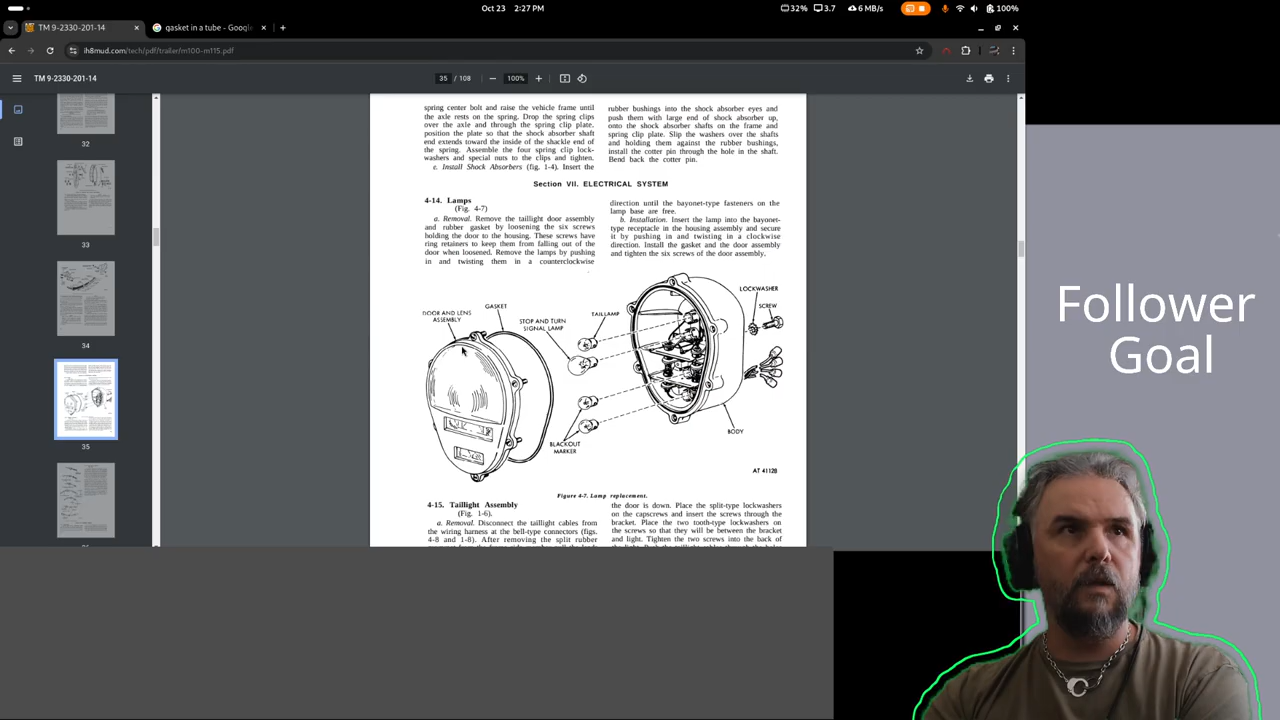 Oct 23 2:27 PM
32% 3.7 6 MB/s 100%
TM 9-2330-201-14
gasket in a tube - Google
ih8mud.com/tech/pdf/trailer/m100-m115.pdf
TM 9-2330-201-14
35 / 108
100%
32
33
34
35
spring center bolt and raise the vehicle frame until
the axle rests on the spring. Drop the spring clips
over the axle and through the spring clip plate,
position the plate so that the shock absorber shaft
end extends toward the inside of the shackle end of
the spring. Assemble the four spring clip lock-
washers and special nuts to the clips and tighten.
e. Install Shock Absorbers (fig. 1-4). Insert the
rubber bushings into the shock absorber eyes and
push them with large end of shock absorber up,
onto the shock absorber shafts on the frame and
spring clip plate. Slip the washers over the shafts
and holding them against the rubber bushings,
install the cotter pin through the hole in the shaft.
Bend back the cotter pin.
Section VII. ELECTRICAL SYSTEM
4-14. Lamps
(Fig. 4-7)
a. Removal. Remove the taillight door assembly
and rubber gasket by loosening the six screws
holding the door to the housing. These screws have
ring retainers to keep them from falling out of the
door when loosened. Remove the lamps by pushing
in and twisting them in a counterclockwise
direction until the bayonet-type fasteners on the
lamp base are free.
b. Installation. Insert the lamp into the bayonet-
type receptacle in the housing assembly and secure
it by pushing in and twisting in a clockwise
direction. Install the gasket and the door assembly
and tighten the six screws of the door assembly.
DOOR AND LENS
ASSEMBLY
GASKET
STOP AND TURN
SIGNAL LAMP
TAILLAMP
LOCKWASHER
SCREW
BLACKOUT
MARKER
BODY
AT 41128
Figure 4-7. Lamp replacement.
4-15. Taillight Assembly
(Fig. 1-6).
a. Removal. Disconnect the taillight cables from
the wiring harness at the bell-type connectors (figs.
4-8 and 1-8). After removing the split rubber
the door is down. Place the split-type lockwashers
on the capscrews and insert the screws through the
bracket. Place the two tooth-type lockwashers on
the screws so that they will be between the bracket
and light. Tighten the two screws into the back of
Follower
Goal